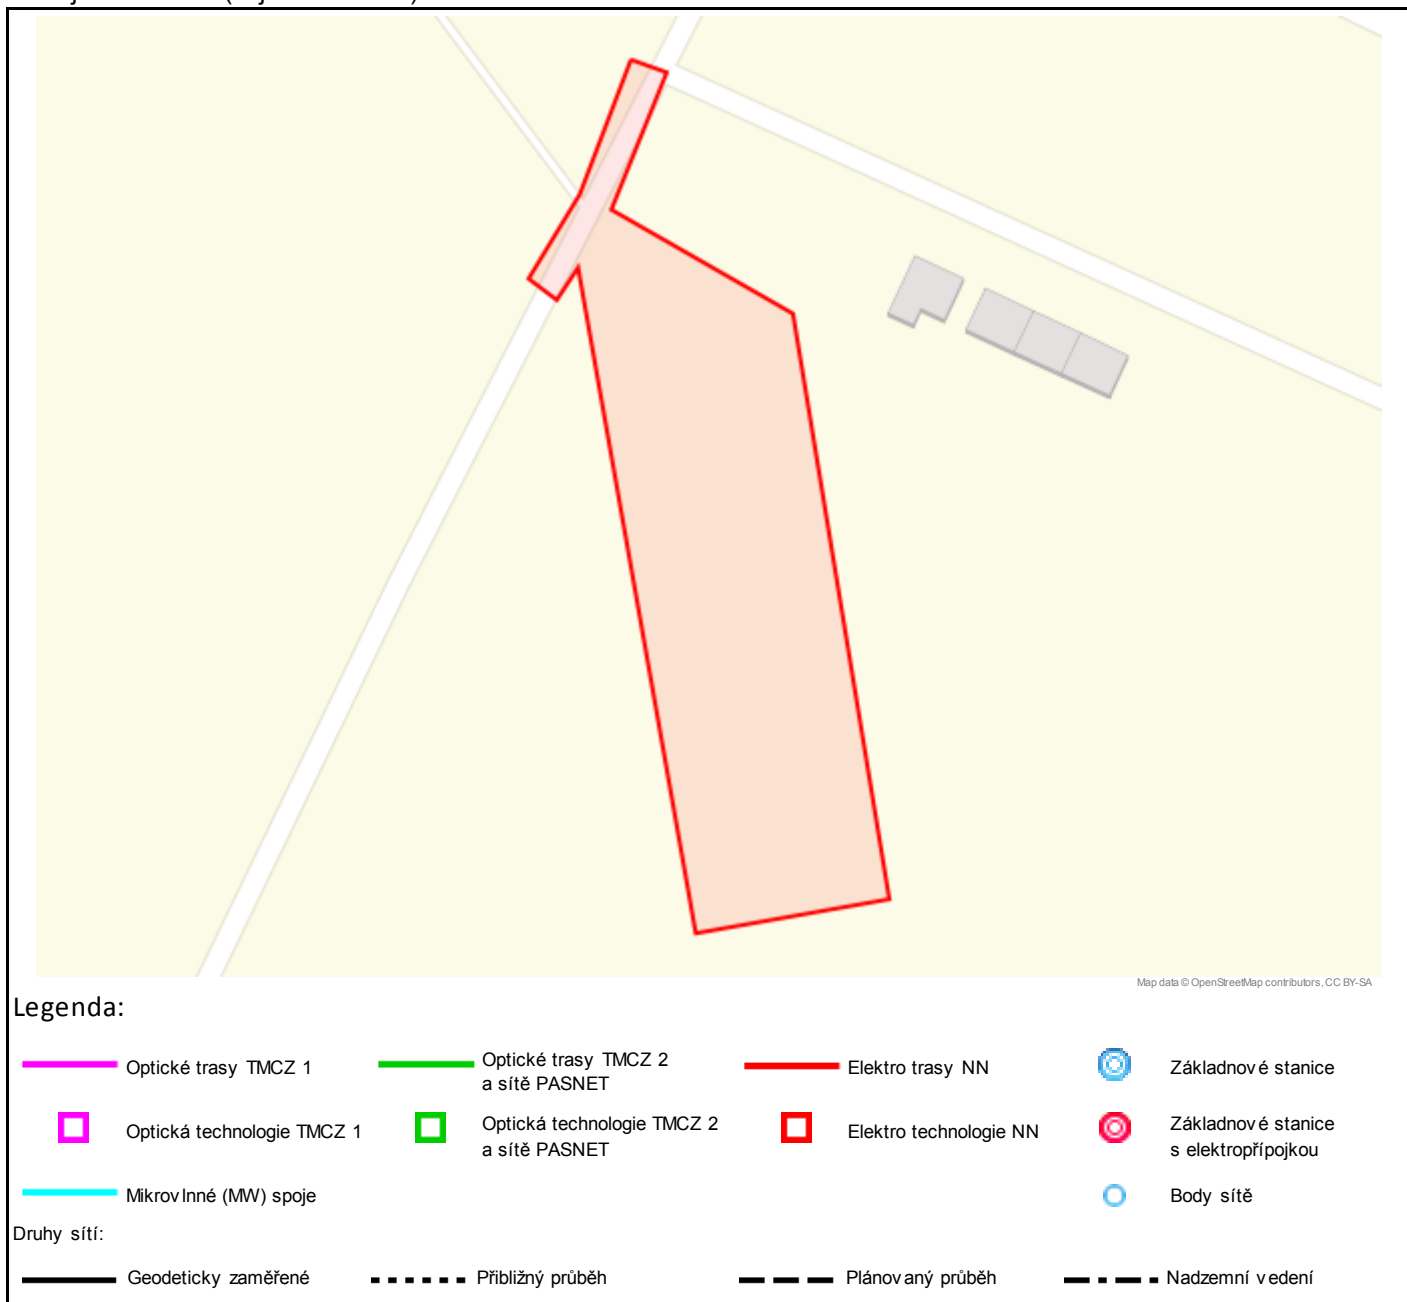 Map data © OpenStreetMap contributors, CC BY-SA
Legenda:
Optické trasy TMCZ 1
Optické trasy TMCZ 2
a sítě PASNET
Elektro trasy NN
Základnové stanice
Optická technologie TMCZ 1
Optická technologie TMCZ 2
a sítě PASNET
Elektro technologie NN
Základnové stanice
s elektropřípojkou
Mikrovlnné (MW) spoje
Body sítě
Druhy sítí:
Geodeticky zaměřené
Přibližný průběh
Plánovaný průběh
Nadzemní vedení